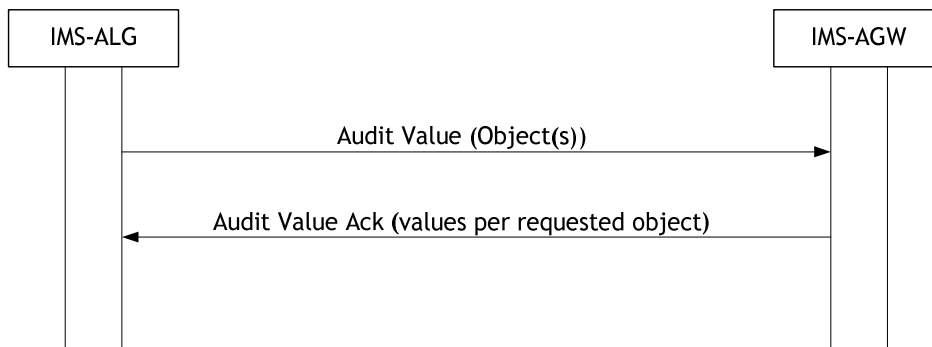 IMS-ALG
IMS-AGW
Audit Value (Object(s))
Audit Value Ack (values per requested object)